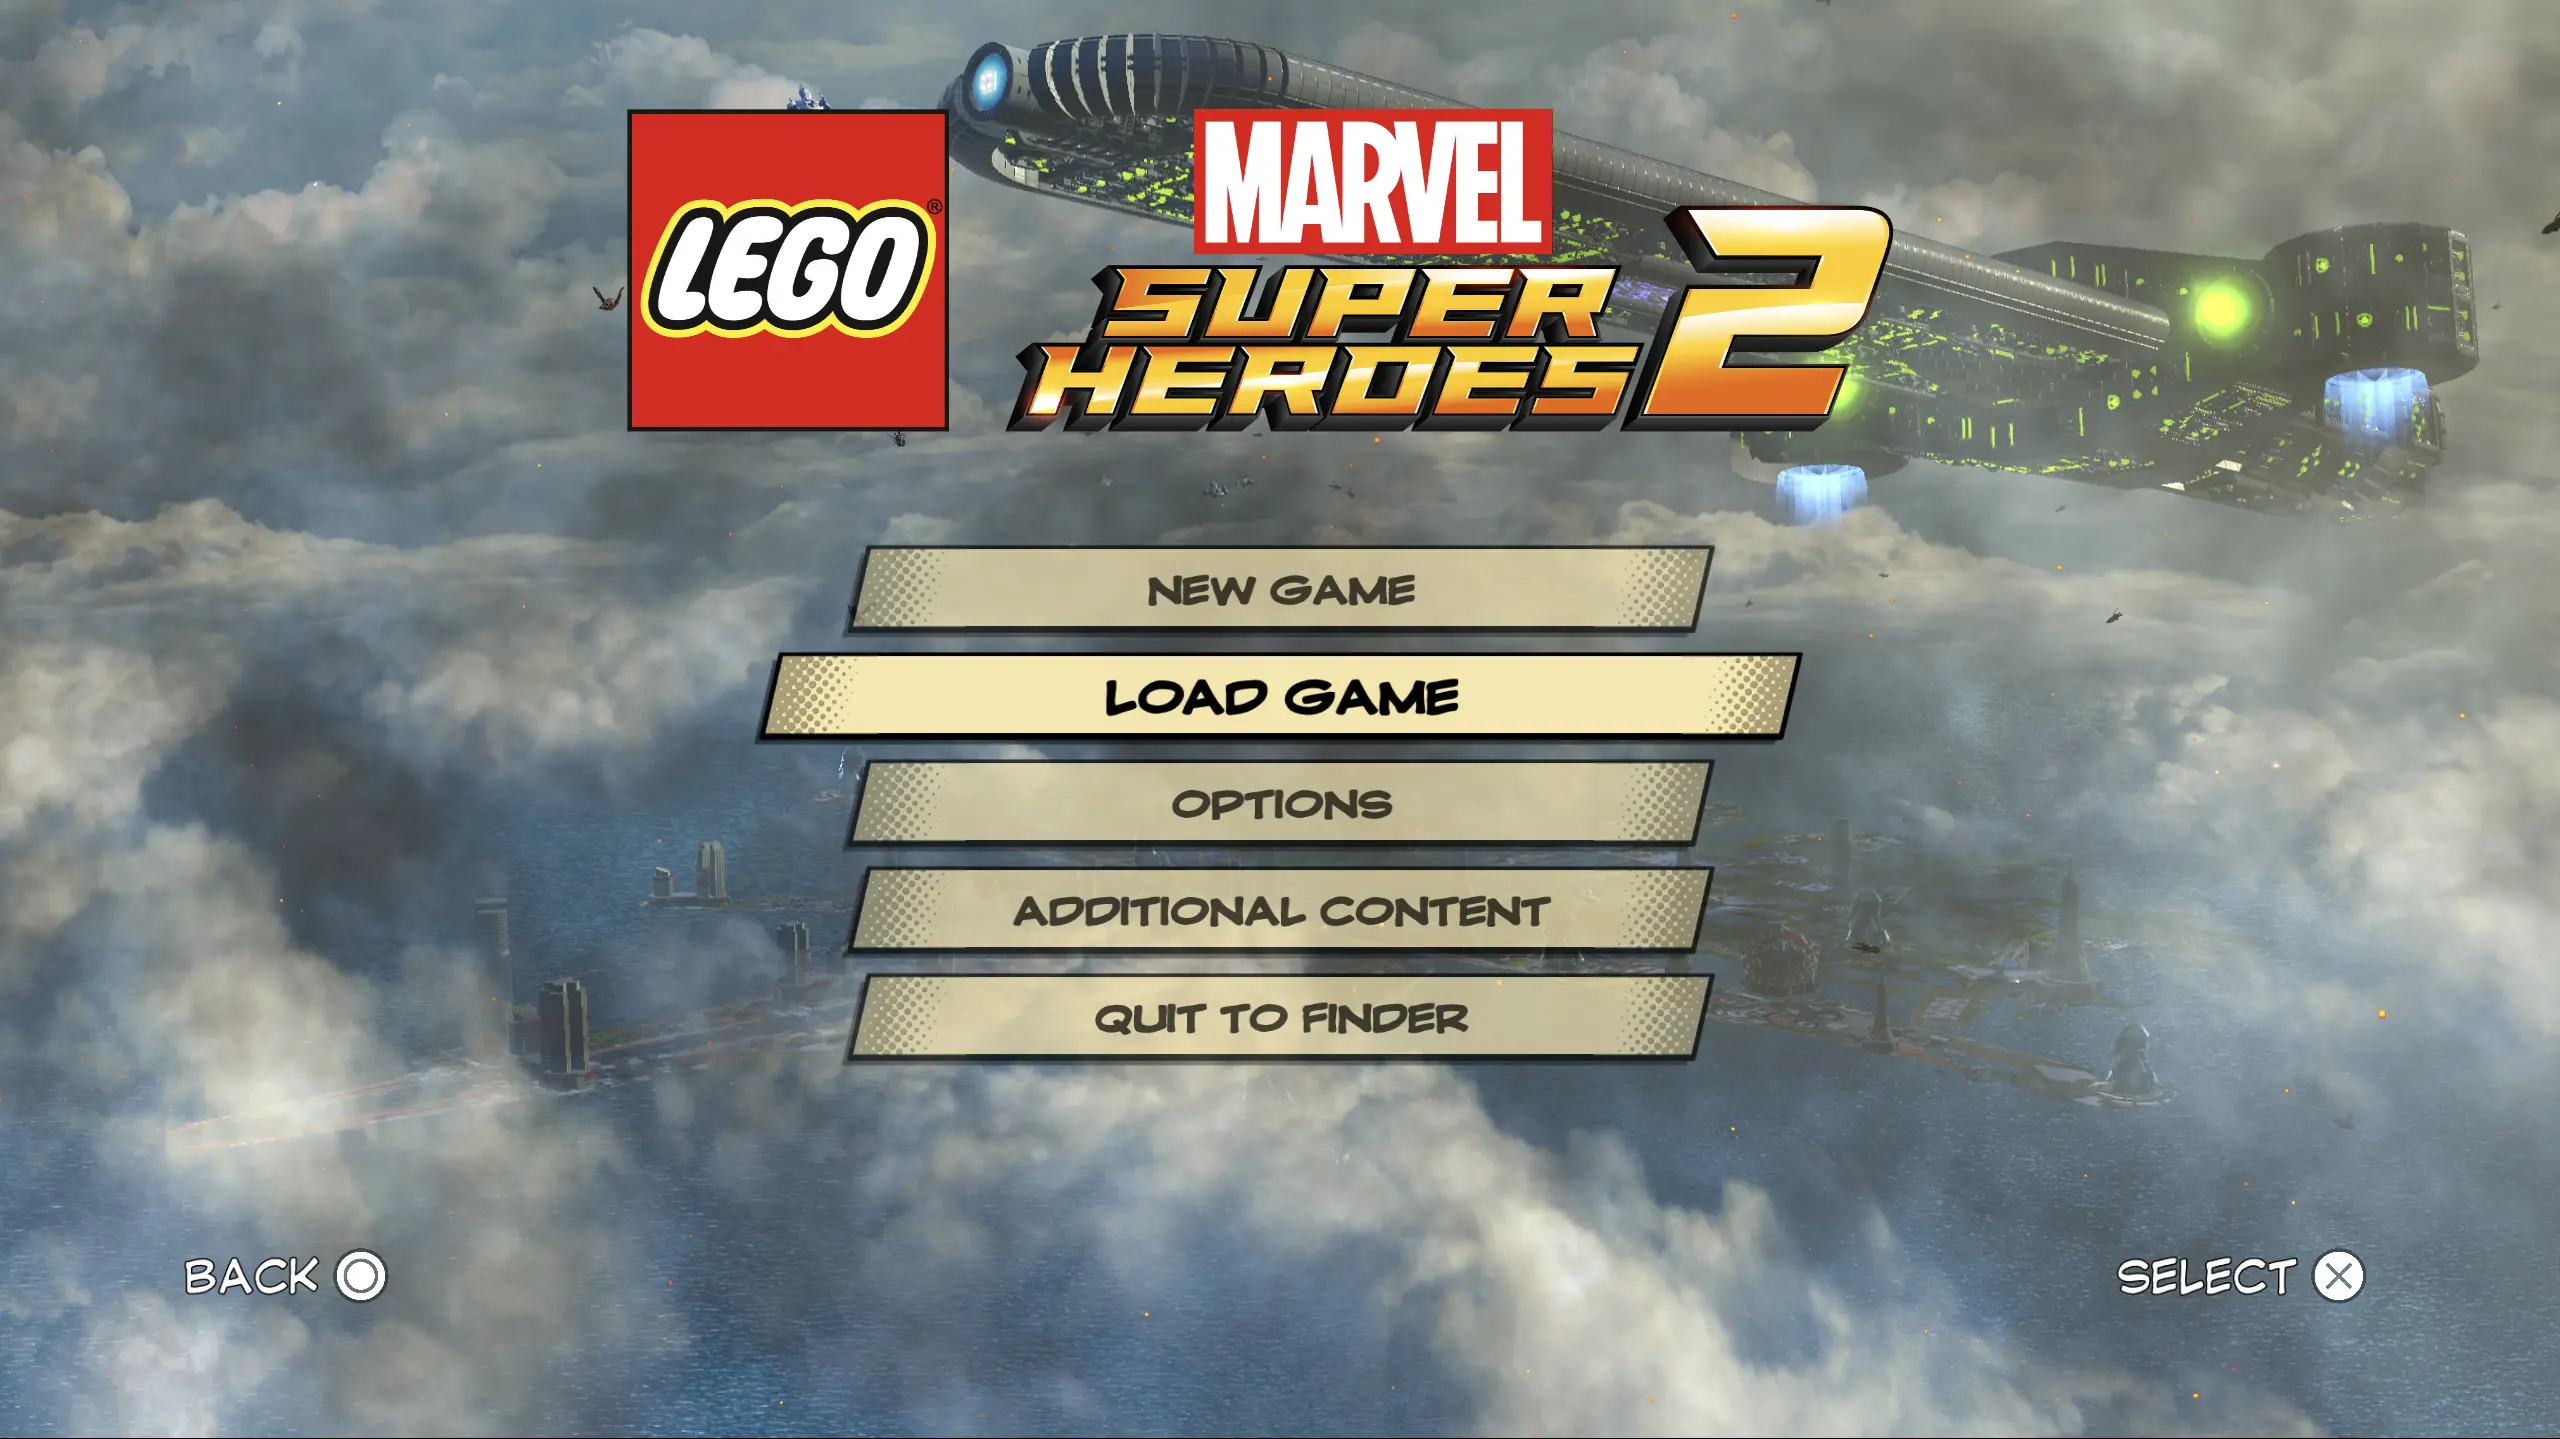 LEGO®
MARVEL
SUPER
HEROES 2
NEW GAME
LOAD GAME
OPTIONS
ADDITIONAL CONTENT
QUIT TO FINDER
BACK
SELECT